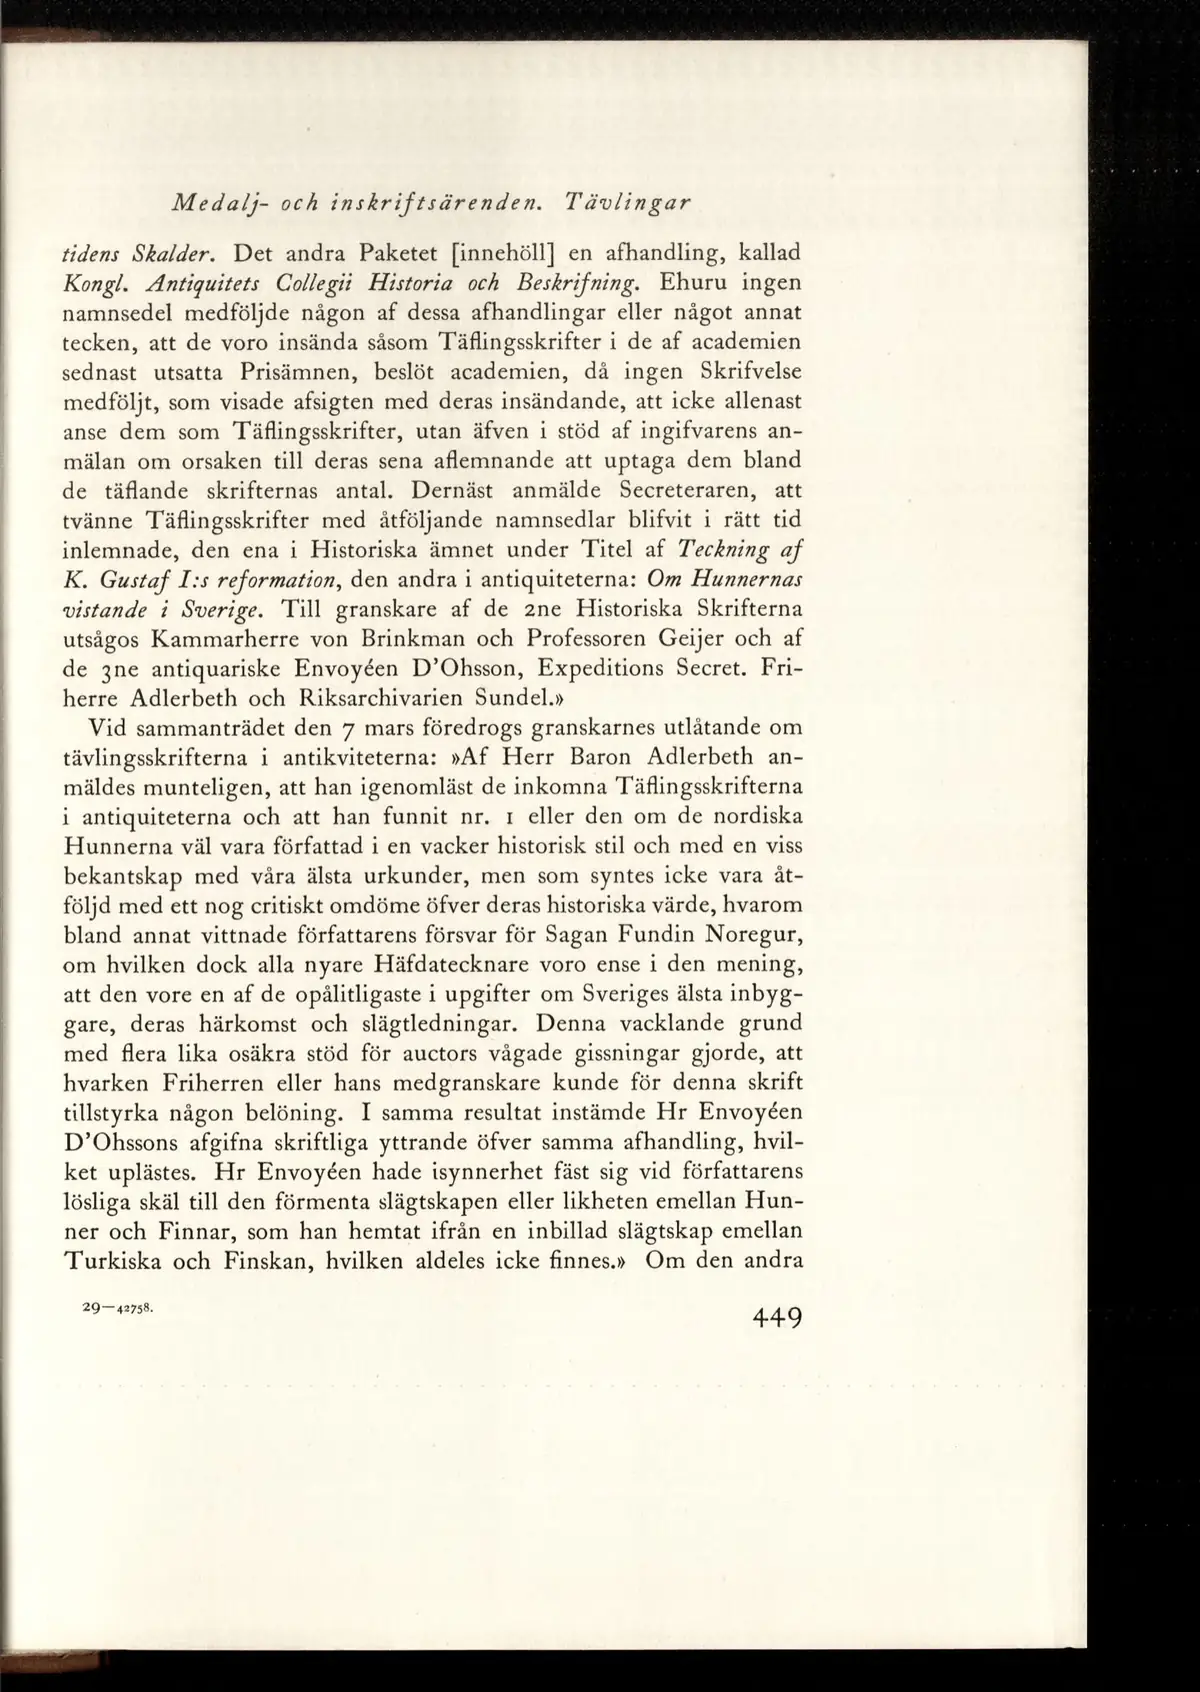 Medalj- och inskriftsärenden. Tävlingar
tidens Skalder. Det andra Paketet [innehöll] en afhandling, kallad
Kongl. Antiquitets Collegii Historia och Beskrifning. Ehuru ingen
namnsedel medföljde någon af dessa afhandlingar eller något annat
tecken, att de voro insända såsom Täflingsskrifter i de af academien
sednast utsatta Prisämnen, beslöt academien, då ingen Skrifvelse
medföljt, som visade afsigten med deras insändande, att icke allenast
anse dem som Täflingsskrifter, utan äfven i stöd af ingifvarens an-
mälan om orsaken till deras sena aflemnande att uptaga dem bland
de täflande skrifternas antal. Dernäst anmälde Secreteraren, att
tvänne Täflingsskrifter med åtföljande namnsedlar blifvit i rätt tid
inlemnade, den ena i Historiska ämnet under Titel af Teckning af
K. Gustaf I:s reformation, den andra i antiquiteterna: Om Hunnernas
vistande i Sverige. Till granskare af de 2ne Historiska Skrifterna
utsågos Kammarherre von Brinkman och Professoren Geijer och af
de 3ne antiquariske Envoyéen D'Ohsson, Expeditions Secret. Fri-
herre Adlerbeth och Riksarchivarien Sundel.»
Vid sammanträdet den 7 mars föredrogs granskarnes utlåtande om
tävlingsskrifterna i antikviteterna: »Af Herr Baron Adlerbeth an-
mäldes munteligen, att han igenomläst de inkomna Täflingsskrifterna
i antiquiteterna och att han funnit nr. 1 eller den om de nordiska
Hunnerna väl vara författad i en vacker historisk stil och med en viss
bekantskap med våra älsta urkunder, men som syntes icke vara åt-
följd med ett nog critiskt omdöme öfver deras historiska värde, hvarom
bland annat vittnade författarens försvar för Sagan Fundin Noregur,
om hvilken dock alla nyare Häfdatecknare voro ense i den mening,
att den vore en af de opålitligaste i upgifter om Sveriges älsta inbyg-
gare, deras härkomst och slägtledningar. Denna vacklande grund
med flera lika osäkra stöd för auctors vågade gissningar gjorde, att
hvarken Friherren eller hans medgranskare kunde för denna skrift
tillstyrka någon belöning. I samma resultat instämde Hr Envoyéen
D'Ohssons afgifna skriftliga yttrande öfver samma afhandling, hvil-
ket uplästes. Hr Envoyéen hade isynnerhet fäst sig vid författarens
lösliga skäl till den förmenta slägtskapen eller likheten emellan Hun-
ner och Finnar, som han hemtat ifrån en inbillad slägtskap emellan
Turkiska och Finskan, hvilken aldeles icke finnes.» Om den andra
29—42758.
449